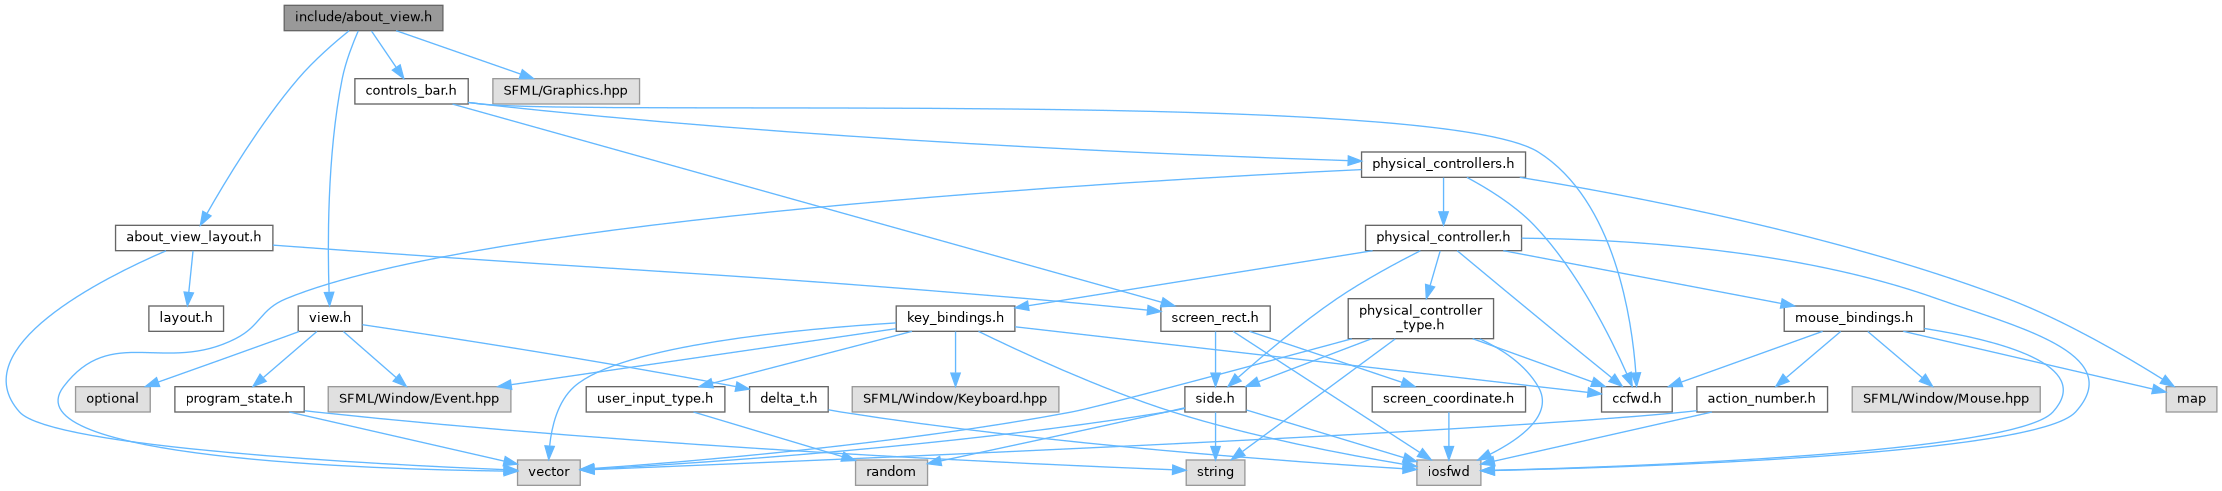 include/about_view.h
controls_bar.h
SFML/Graphics.hpp
physical_controllers.h
about_view_layout.h
physical_controller.h
layout.h
view.h
key_bindings.h
screen_rect.h
physical_controller
_type.h
mouse_bindings.h
optional
program_state.h
SFML/Window/Event.hpp
user_input_type.h
delta_t.h
SFML/Window/Keyboard.hpp
side.h
screen_coordinate.h
ccfwd.h
action_number.h
SFML/Window/Mouse.hpp
map
vector
random
string
iosfwd